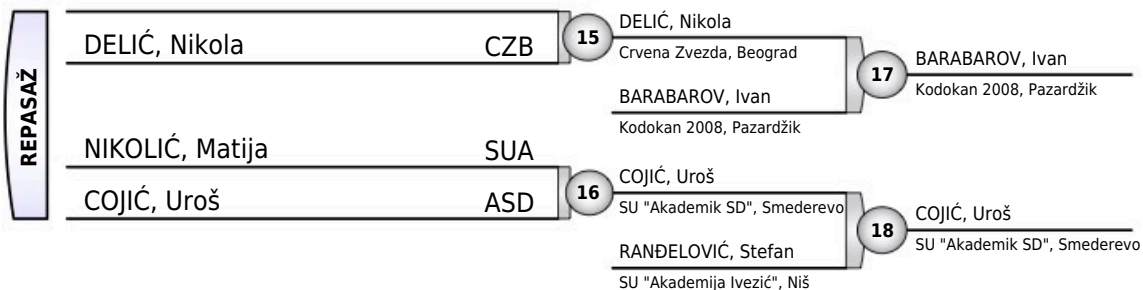 REPASAŽ
DELIĆ, Nikola CZB
NIKOLIĆ, Matija SUA
COJIĆ, Uroš ASD
15
DELIĆ, Nikola
Crvena Zvezda, Beograd
BARABAROV, Ivan
Kodokan 2008, Pazardžik
16
COJIĆ, Uroš
SU "Akademik SD", Smederevo
RANĐELOVIĆ, Stefan
SU "Akademija Ivezić", Niš
17
BARABAROV, Ivan
Kodokan 2008, Pazardžik
18
COJIĆ, Uroš
SU "Akademik SD", Smederevo